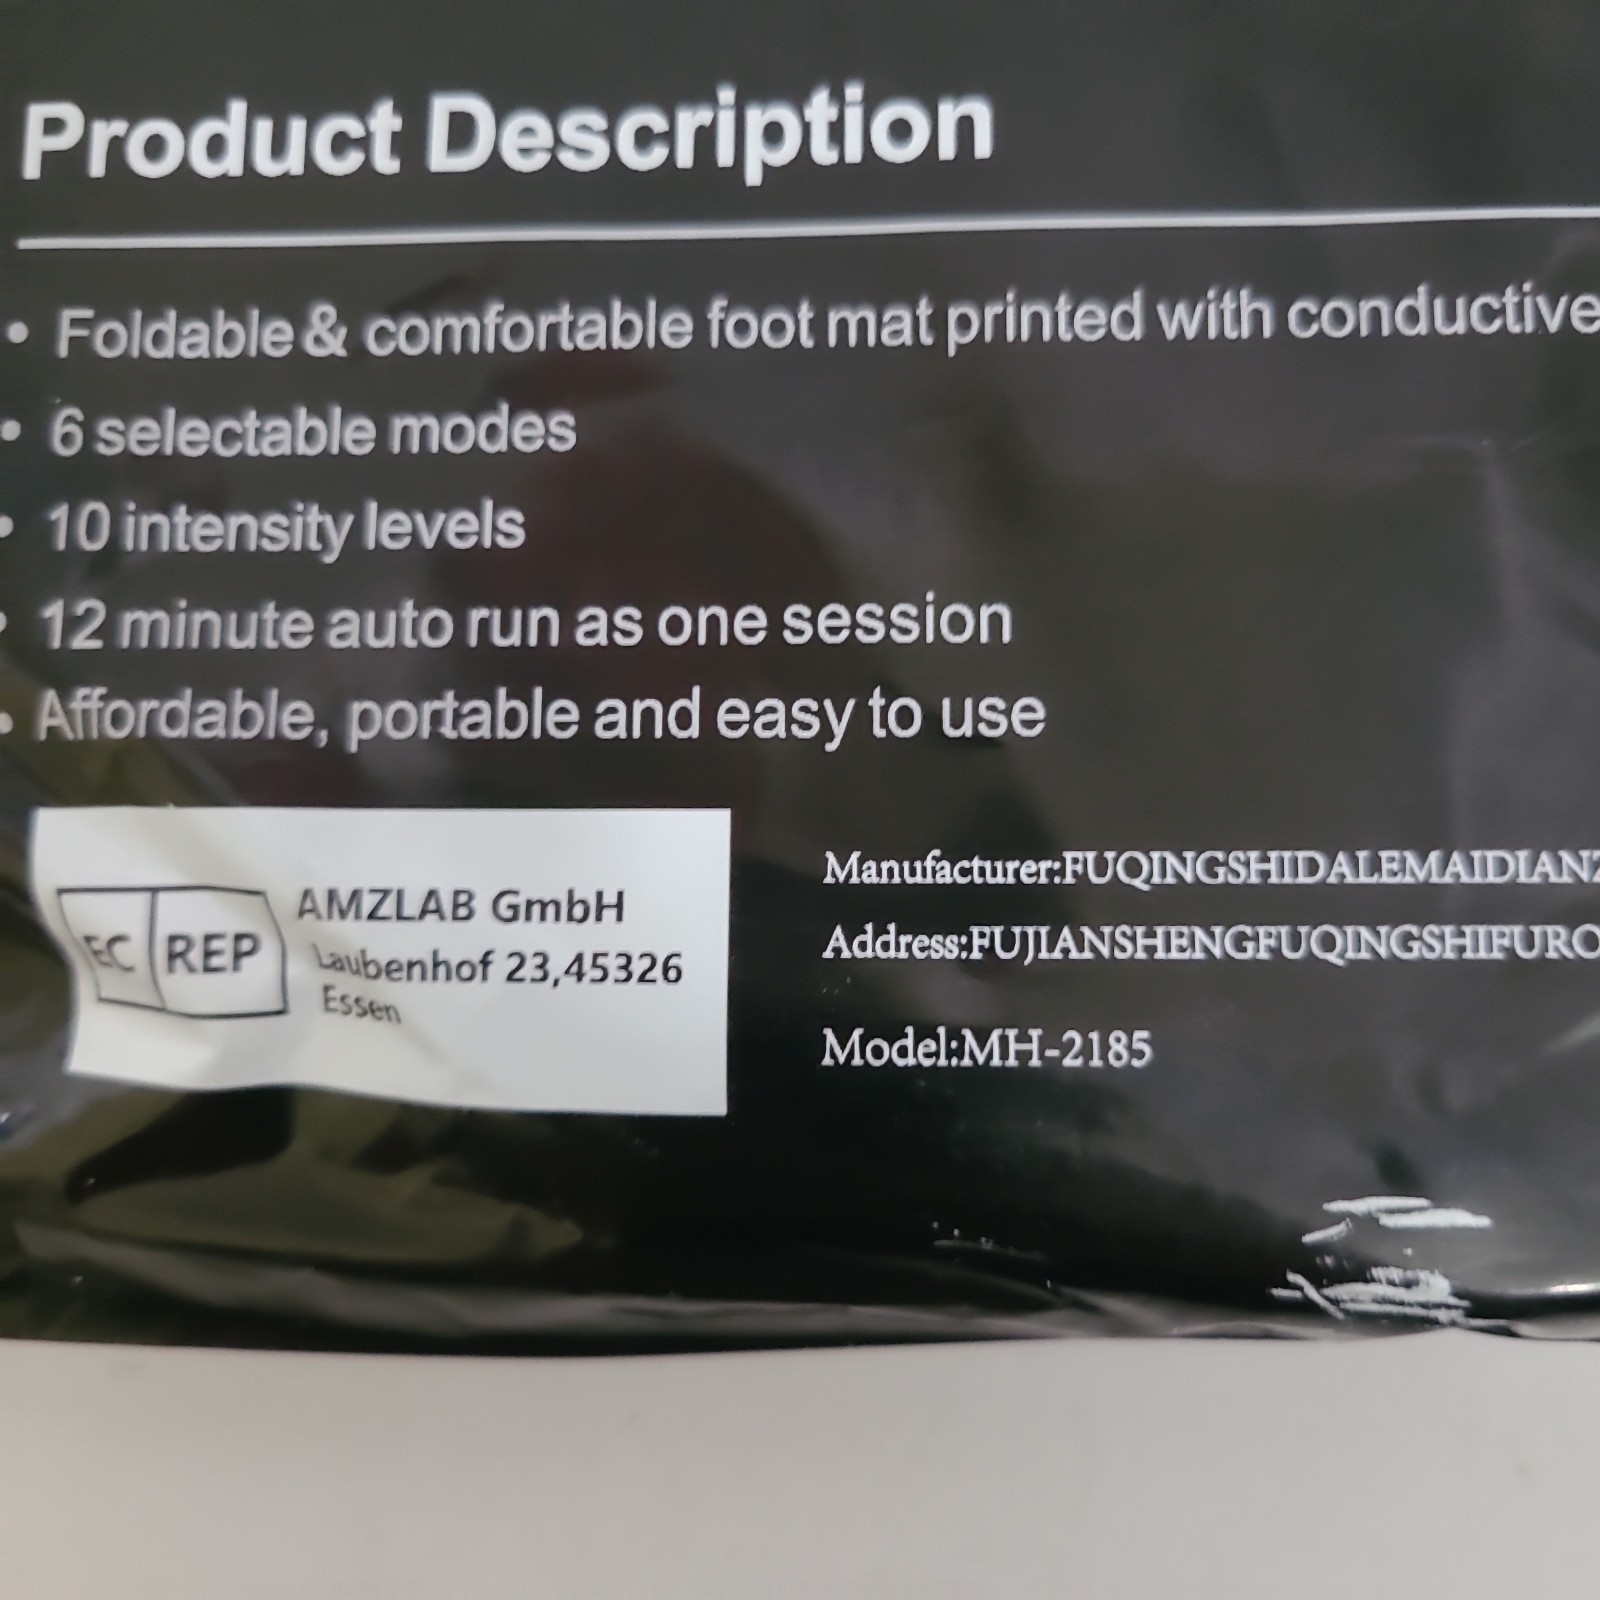 Product Description
• Foldable & comfortable foot mat printed with conductive
• 6 selectable modes
• 10 intensity levels
• 12 minute auto run as one session
• Affordable, portable and easy to use
EC REP
AMZLAB GmbH
Laubenhof 23,45326
Essen
Manufacturer:FUQINGSHIDALEMAIDIANZ
Address:FUJIANSHENGFUQINGSHIFURO
Model:MH-2185